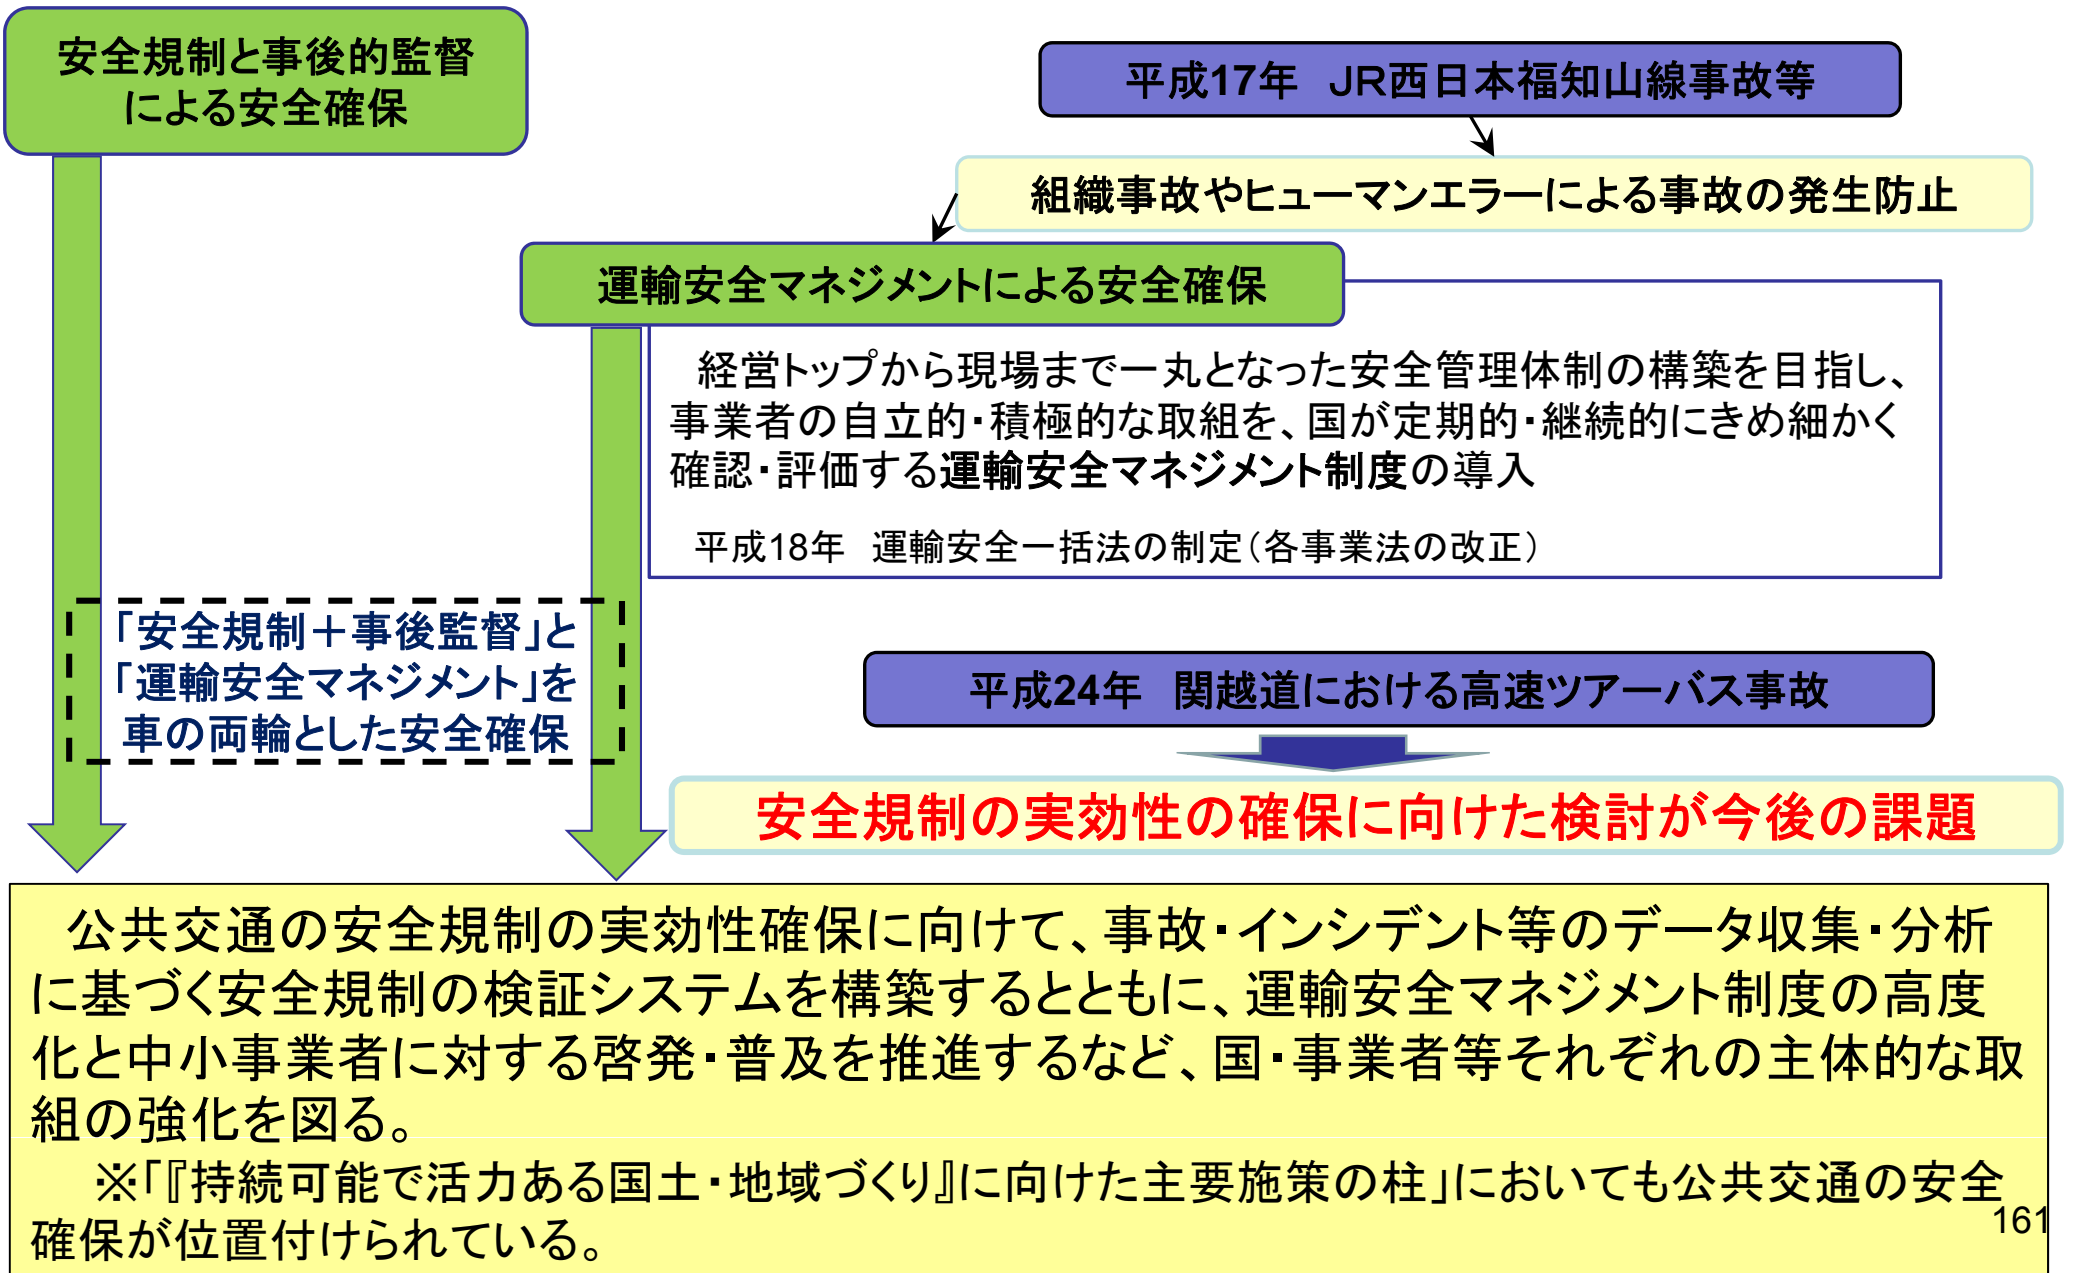 安全規制と事後的監督
による安全確保
平成17年　JR西日本福知山線事故等
組織事故やヒューマンエラーによる事故の発生防止
運輸安全マネジメントによる安全確保
経営トップから現場まで一丸となった安全管理体制の構築を目指し、
事業者の自立的・積極的な取組を、国が定期的・継続的にきめ細かく
確認・評価する運輸安全マネジメント制度の導入
平成18年　運輸安全一括法の制定（各事業法の改正）
「安全規制＋事後監督」と
「運輸安全マネジメント」を
車の両輪とした安全確保
平成24年　関越道における高速ツアーバス事故
安全規制の実効性の確保に向けた検討が今後の課題
公共交通の安全規制の実効性確保に向けて、事故・インシデント等のデータ収集・分析
に基づく安全規制の検証システムを構築するとともに、運輸安全マネジメント制度の高度
化と中小事業者に対する啓発・普及を推進するなど、国・事業者等それぞれの主体的な取
組の強化を図る。
※「『持続可能で活力ある国土・地域づくり』に向けた主要施策の柱」においても公共交通の安全
確保が位置付けられている。
161